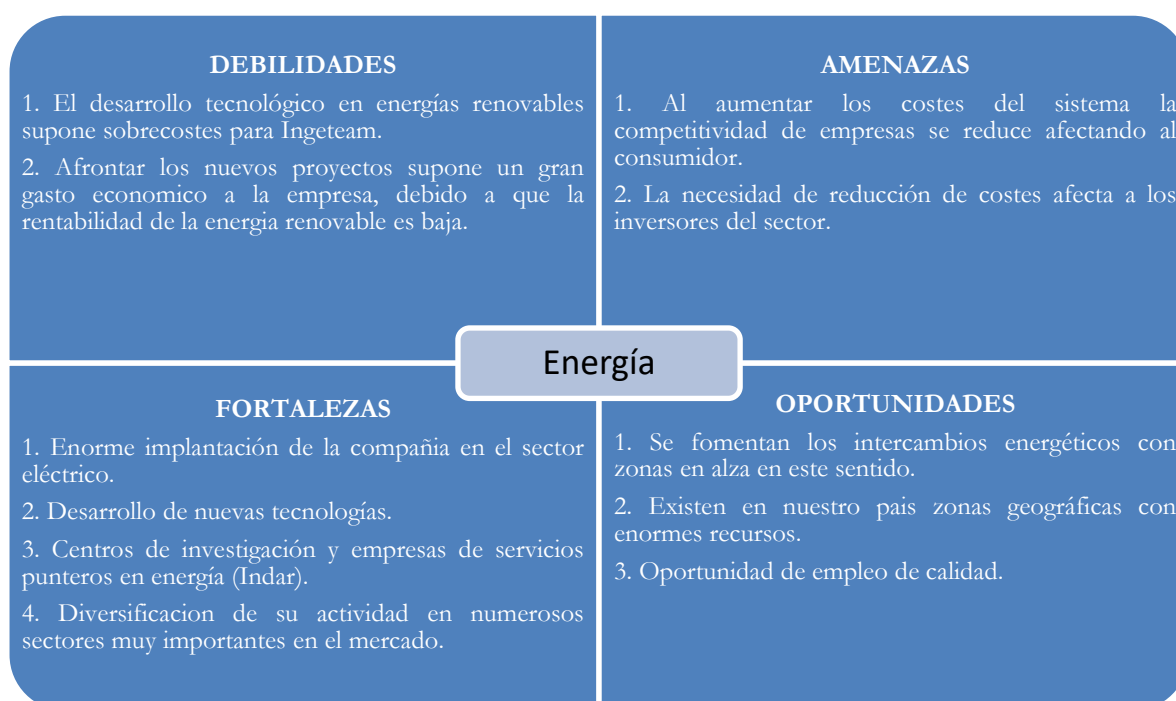 DEBILIDADES
1. El desarrollo tecnológico en energías renovables
supone sobrecostes para Ingeteam.
2. Afrontar los nuevos proyectos supone un gran
gasto economico a la empresa, debido a que la
rentabilidad de la energia renovable es baja.
AMENAZAS
1. Al aumentar los costes del sistema la
competitividad de empresas se reduce afectando al
consumidor.
2. La necesidad de reducción de costes afecta a los
inversores del sector.
Energía
FORTALEZAS
1. Enorme implantación de la compañia en el sector
eléctrico.
2. Desarrollo de nuevas tecnologías.
3. Centros de investigación y empresas de servicios
punteros en energía (Indar).
4. Diversificacion de su actividad en numerosos
sectores muy importantes en el mercado.
OPORTUNIDADES
1. Se fomentan los intercambios energéticos con
zonas en alza en este sentido.
2. Existen en nuestro pais zonas geográficas con
enormes recursos.
3. Oportunidad de empleo de calidad.